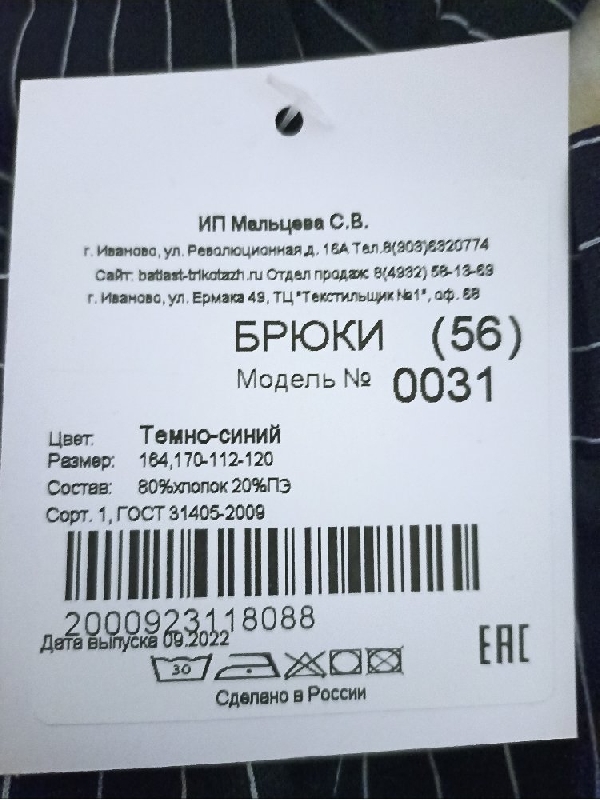 ИП Мальцева С.В.
г. Иваново, ул. Революционная д. 16А Тел.8(903)6320774
Сайт: batlast-trikotazh.ru Отдел продаж: 8(4932) 58-13-69
г. Иваново, ул. Ермака 49, ТЦ "Текстильщик №1", оф. 68
БРЮКИ (56)
Модель № 0031
Цвет: Темно-синий
Размер: 164,170-112-120
Состав: 80%хлопок 20%ПЭ
Сорт. 1, ГОСТ 31405-2009
2000923118088
Дата выпуска 09.2022
EAC
30
Сделано в России